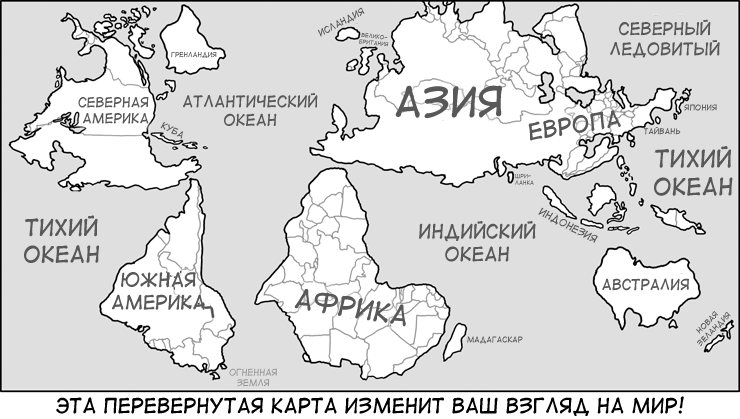 ИСЛАНДИЯ
ВЕЛИКО-
БРИТАНИЯ
СЕВЕРНЫЙ
ЛЕДОВИТЫЙ
ГРЕНЛАНДИЯ
СЕВЕРНАЯ
АМЕРИКА
АТЛАНТИЧЕСКИЙ
ОКЕАН
КУБА
АЗИЯ
ЕВРОПА
ЯПОНИЯ
ТАЙВАНЬ
ТИХИЙ
ОКЕАН
ШРИ-
ЛАНКА
ИНДОНЕЗИЯ
ТИХИЙ
ОКЕАН
ИНДИЙСКИЙ
ОКЕАН
ЮЖНАЯ
АМЕРИКА
АФРИКА
АВСТРАЛИЯ
МАДАГАСКАР
НОВАЯ
ЗЕЛАНДИЯ
ОГНЕННАЯ
ЗЕМЛЯ
ЭТА ПЕРЕВЕРНУТАЯ КАРТА ИЗМЕНИТ ВАШ ВЗГЛЯД НА МИР!